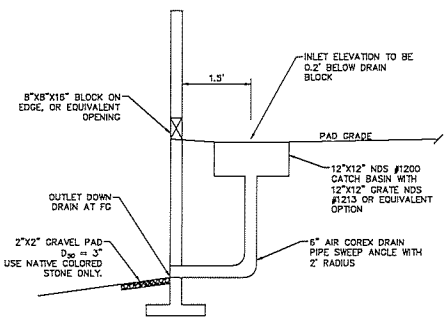 INLET ELEVATION TO BE
0.2' BELOW DRAIN
BLOCK
1.5'
8"X8"X16" BLOCK ON
EDGE, OR EQUIVALENT
OPENING
PAD GRADE
12"X12" NDS #1200
CATCH BASIN WITH
12"X12" GRATE NDS
#1213 OR EQUIVALENT
OPTION
OUTLET DOWN
DRAIN AT FG
2"X2" GRAVEL PAD
D50 = 3"
USE NATIVE COLORED
STONE ONLY.
6" AIR COREX DRAIN
PIPE SWEEP ANGLE WITH
2' RADIUS